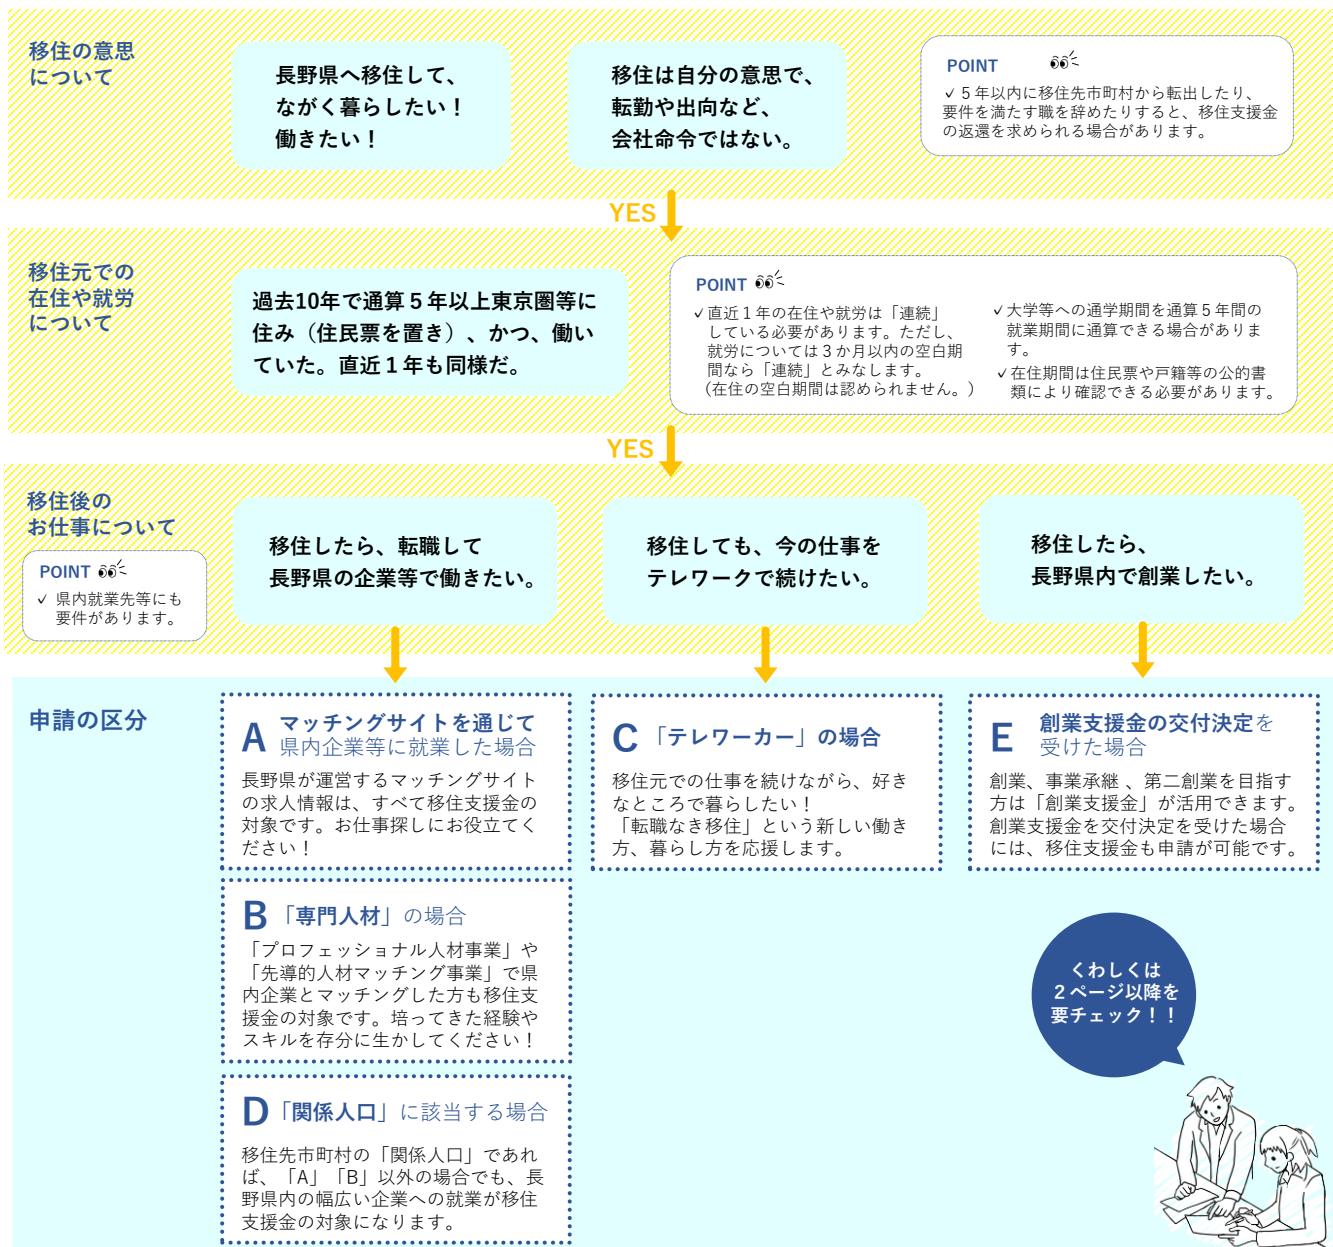 移住の意思
について
長野県へ移住して、
ながく暮らしたい！
働きたい！
移住は自分の意思で、
転勤や出向など、
会社命令ではない。
POINT
✓ 5年以内に移住先市町村から転出したり、
要件を満たす職を辞めたりすると、移住支援金
の返還を求められる場合があります。
YES
移住元での
在住や就労
について
過去10年で通算５年以上東京圏等に
住み（住民票を置き）、かつ、働い
ていた。直近１年も同様だ。
POINT
✓直近１年の在住や就労は「連続」
している必要があります。ただし、
就労については３か月以内の空白期
間なら「連続」とみなします。
（在住の空白期間は認められません。）
✓大学等への通学期間を通算５年間の
就業期間に通算できる場合がありま
す。
✓在住期間は住民票や戸籍等の公的書
類により確認できる必要があります。
YES
移住後の
お仕事について
POINT
✓ 県内就業先等にも
要件があります。
移住したら、転職して
長野県の企業等で働きたい。
移住しても、今の仕事を
テレワークで続けたい。
移住したら、
長野県内で創業したい。
申請の区分
A マッチングサイトを通じて
県内企業等に就業した場合
長野県が運営するマッチングサイト
の求人情報は、すべて移住支援金の
対象です。お仕事探しにお役立てく
ださい！
B 「専門人材」の場合
「プロフェッショナル人材事業」や
「先導的人材マッチング事業」で県
内企業とマッチングした方も移住支
援金の対象です。培ってきた経験や
スキルを存分に生かしてください！
D 「関係人口」に該当する場合
移住先市町村の「関係人口」であれ
ば、「A」「B」以外の場合でも、長
野県内の幅広い企業への就業が移住
支援金の対象になります。
C 「テレワーカー」の場合
移住元での仕事を続けながら、好き
なところで暮らしたい！
「転職なき移住」という新しい働き
方、暮らし方を応援します。
E 創業支援金の交付決定を
受けた場合
創業、事業承継 、第二創業を目指す
方は「創業支援金」が活用できます。
創業支援金を交付決定を受けた場合
には、移住支援金も申請が可能です。
くわしくは
２ページ以降を
要チェック！！